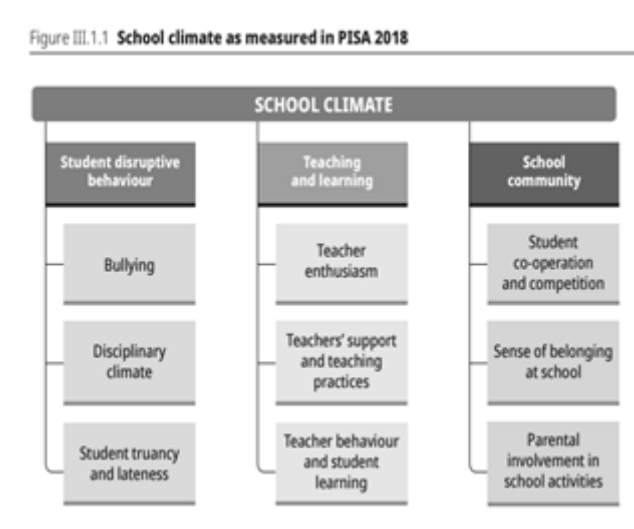 Figure III.1.1 School climate as measured in PISA 2018
SCHOOL CLIMATE
Student disruptive
behaviour
Bullying
Disciplinary
climate
Student truancy
and lateness
Teaching
and learning
Teacher
enthusiasm
Teachers' support
and teaching
practices
Teacher behaviour
and student
learning
School
community
Student
co-operation
and competition
Sense of belonging
at school
Parental
involvement in
school activities